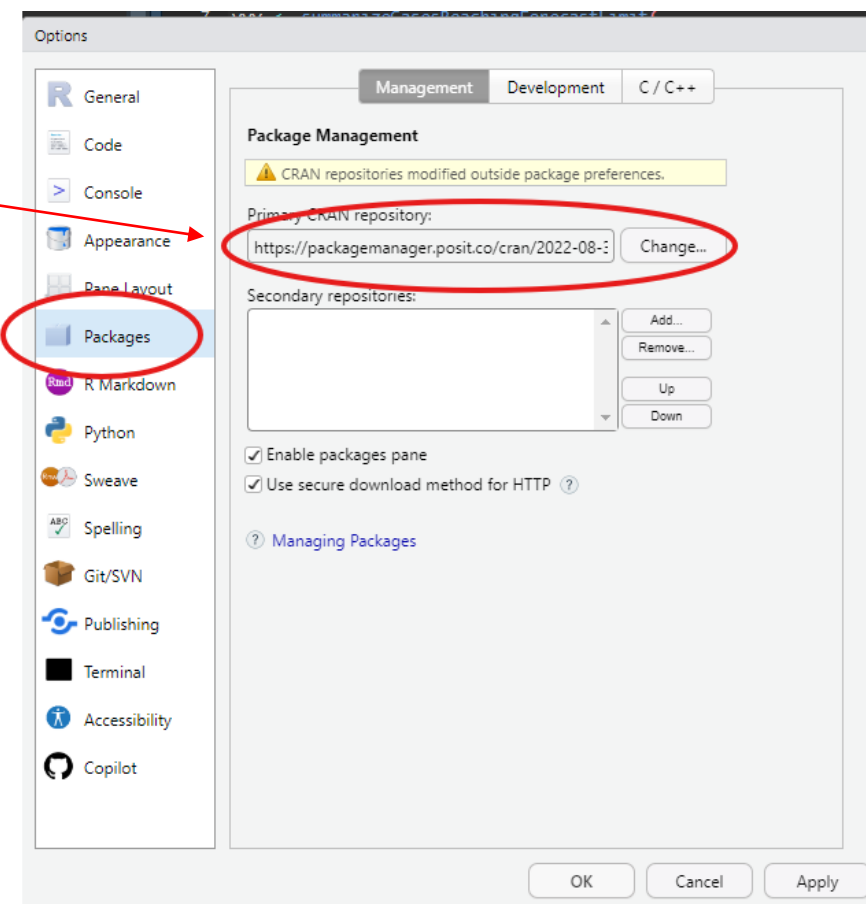 Options
General
Code
Console
Appearance
Pane Layout
Packages
Rmd R Markdown
Python
Rnw Sweave
ABC Spelling
Git/SVN
Publishing
Terminal
Accessibility
Copilot
Management Development C / C++
Package Management
CRAN repositories modified outside package preferences.
Primary CRAN repository:
https://packagemanager.posit.co/cran/2022-08-3 Change...
Secondary repositories:
Add...
Remove...
Up
Down
Enable packages pane
Use secure download method for HTTP ?
? Managing Packages
OK Cancel Apply